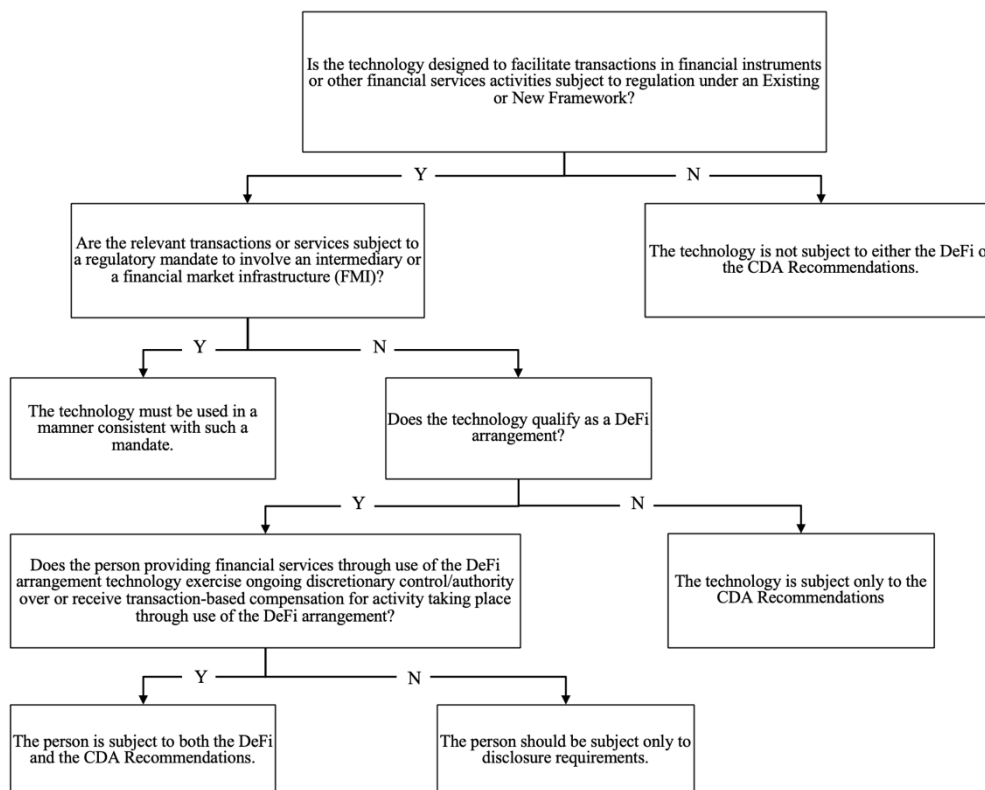 Is the technology designed to facilitate transactions in financial instruments
or other financial services activities subject to regulation under an Existing
or New Framework?
Y
N
Are the relevant transactions or services subject to
a regulatory mandate to involve an intermediary or
a financial market infrastructure (FMI)?
The technology is not subject to either the DeFi o
the CDA Recommendations.
Y
N
The technology must be used in a
mamner consistent with such a
mandate.
Does the technology qualify as a DeFi
arrangement?
Y
N
Does the person providing financial services through use of the DeFi
arrangement technology exercise ongoing discretionary control/authority
over or receive transaction-based compensation for activity taking place
through use of the DeFi arrangement?
The technology is subject only to the
CDA Recommendations
Y
N
The person is subject to both the DeFi
and the CDA Recommendations.
The person should be subject only to
disclosure requirements.